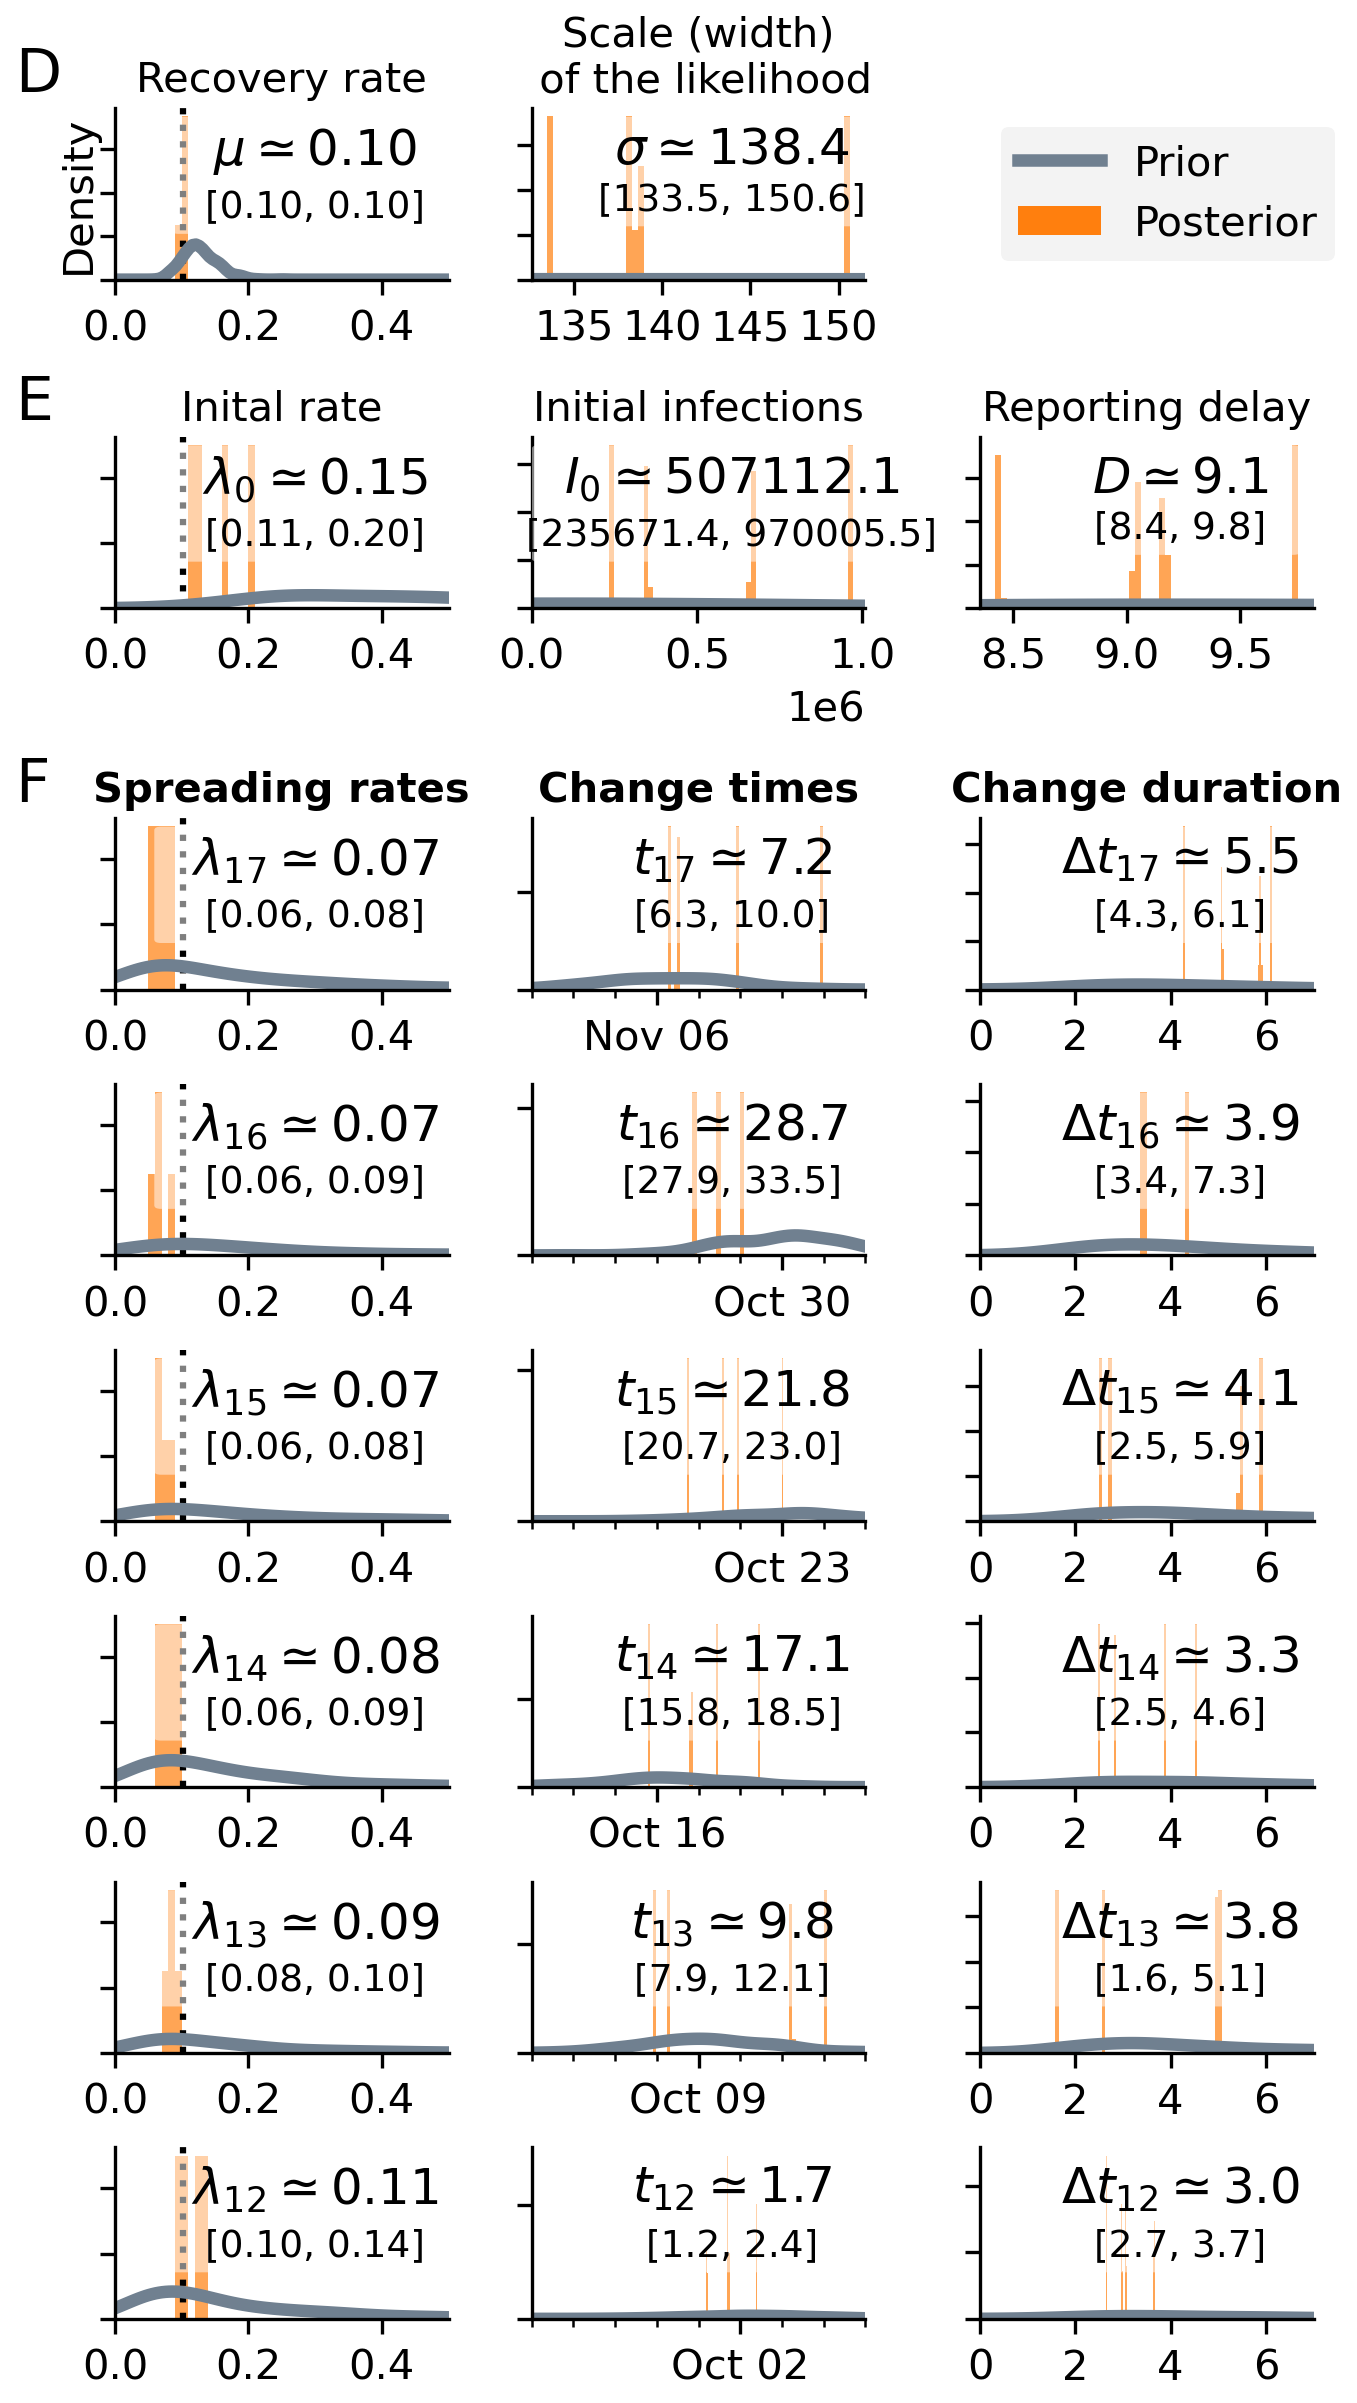 D
Recovery rate
Scale (width)
of the likelihood
Density
μ ≃ 0.10
[0.10, 0.10]
σ ≃ 138.4
[133.5, 150.6]
Prior
Posterior
0.0 0.2 0.4
135 140 145 150
E
Inital rate
Initial infections
Reporting delay
λ0 ≃ 0.15
[0.11, 0.20]
I0 ≃ 507112.1
[235671.4, 970005.5]
D ≃ 9.1
[8.4, 9.8]
0.0 0.2 0.4
0.0 0.5 1.0
1e6
8.5 9.0 9.5
F
Spreading rates
Change times
Change duration
λ17 ≃ 0.07
[0.06, 0.08]
t17 ≃ 7.2
[6.3, 10.0]
Δt17 ≃ 5.5
[4.3, 6.1]
0.0 0.2 0.4
Nov 06
0 2 4 6
λ16 ≃ 0.07
[0.06, 0.09]
t16 ≃ 28.7
[27.9, 33.5]
Δt16 ≃ 3.9
[3.4, 7.3]
0.0 0.2 0.4
Oct 30
0 2 4 6
λ15 ≃ 0.07
[0.06, 0.08]
t15 ≃ 21.8
[20.7, 23.0]
Δt15 ≃ 4.1
[2.5, 5.9]
0.0 0.2 0.4
Oct 23
0 2 4 6
λ14 ≃ 0.08
[0.06, 0.09]
t14 ≃ 17.1
[15.8, 18.5]
Δt14 ≃ 3.3
[2.5, 4.6]
0.0 0.2 0.4
Oct 16
0 2 4 6
λ13 ≃ 0.09
[0.08, 0.10]
t13 ≃ 9.8
[7.9, 12.1]
Δt13 ≃ 3.8
[1.6, 5.1]
0.0 0.2 0.4
Oct 09
0 2 4 6
λ12 ≃ 0.11
[0.10, 0.14]
t12 ≃ 1.7
[1.2, 2.4]
Δt12 ≃ 3.0
[2.7, 3.7]
0.0 0.2 0.4
Oct 02
0 2 4 6